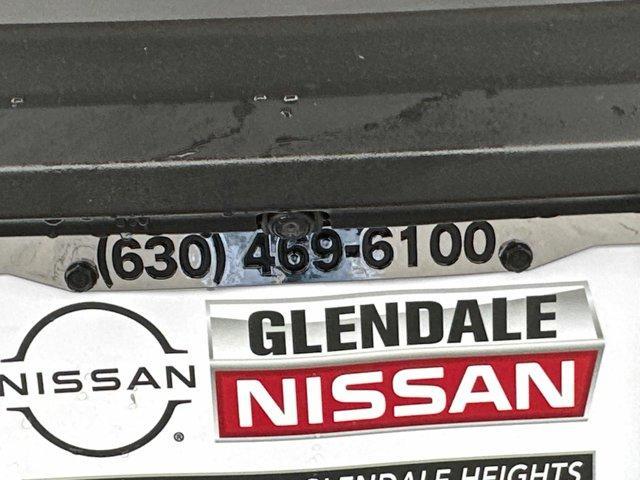 (630) 469-6100
GLENDALE
NISSAN
NISSAN
®
GLENDALE HEIGHTS